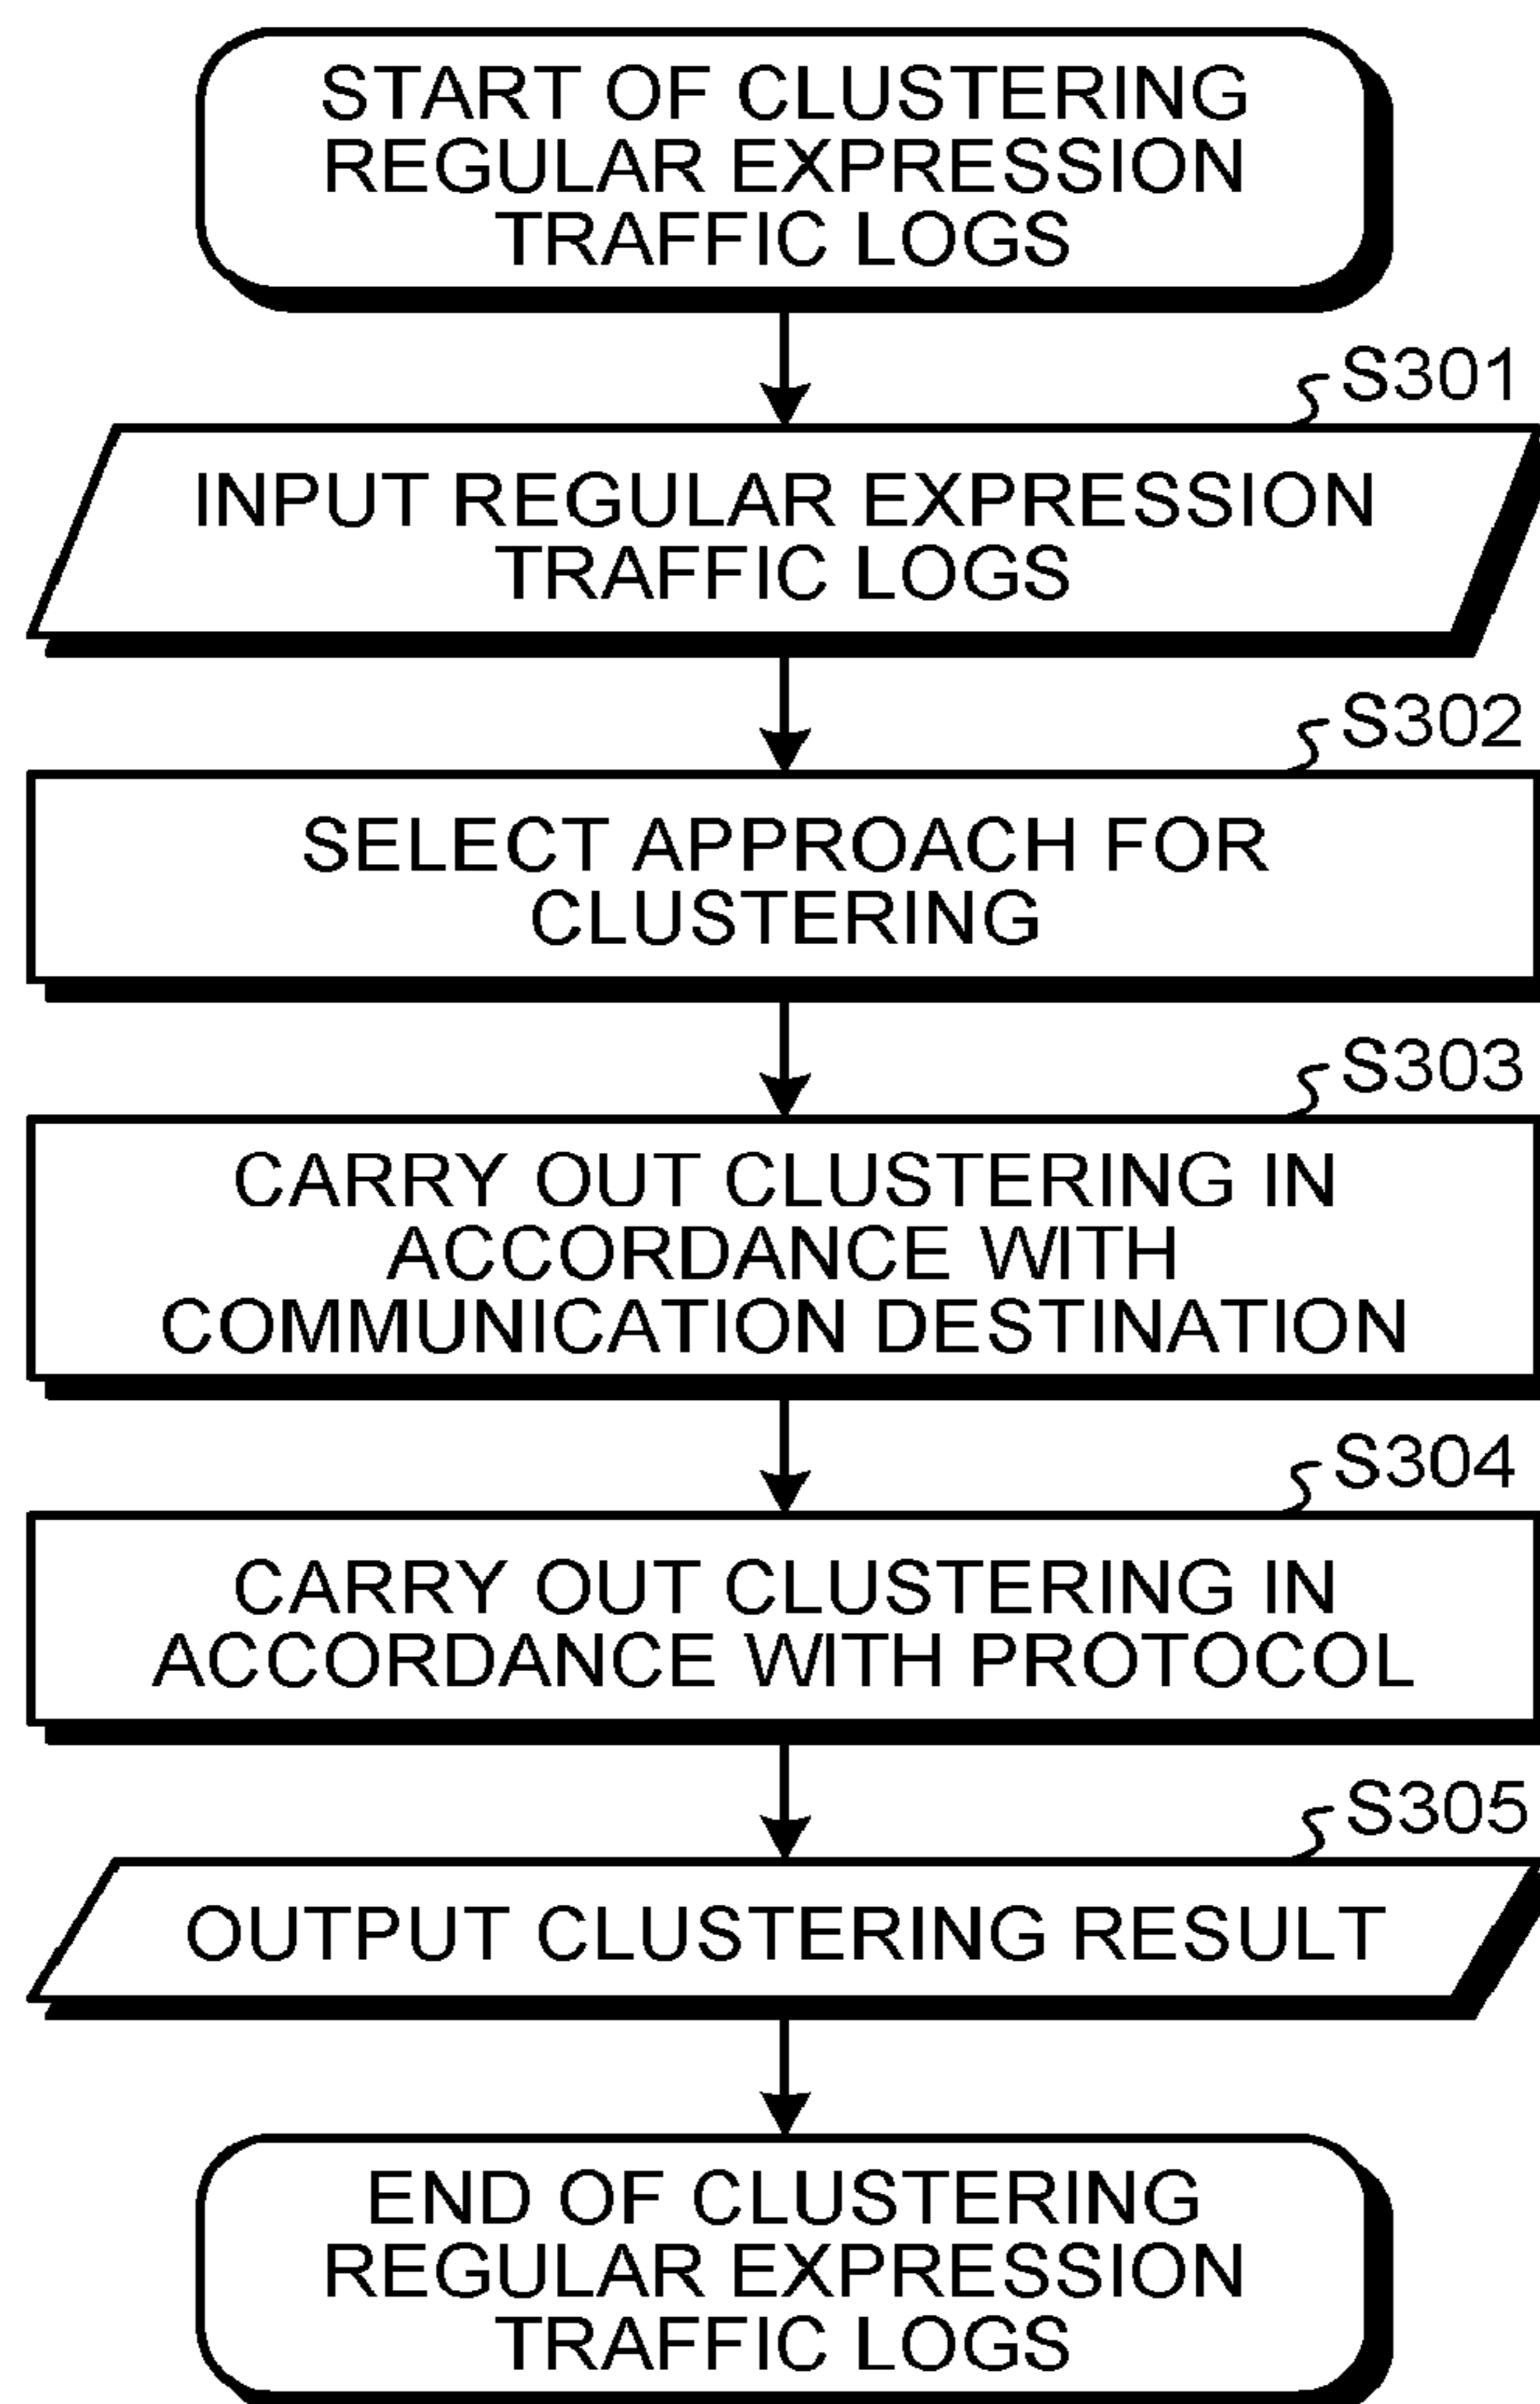 START OF CLUSTERING
REGULAR EXPRESSION
TRAFFIC LOGS
S301
INPUT REGULAR EXPRESSION
TRAFFIC LOGS
S302
SELECT APPROACH FOR
CLUSTERING
S303
CARRY OUT CLUSTERING IN
ACCORDANCE WITH
COMMUNICATION DESTINATION
S304
CARRY OUT CLUSTERING IN
ACCORDANCE WITH PROTOCOL
S305
OUTPUT CLUSTERING RESULT
END OF CLUSTERING
REGULAR EXPRESSION
TRAFFIC LOGS